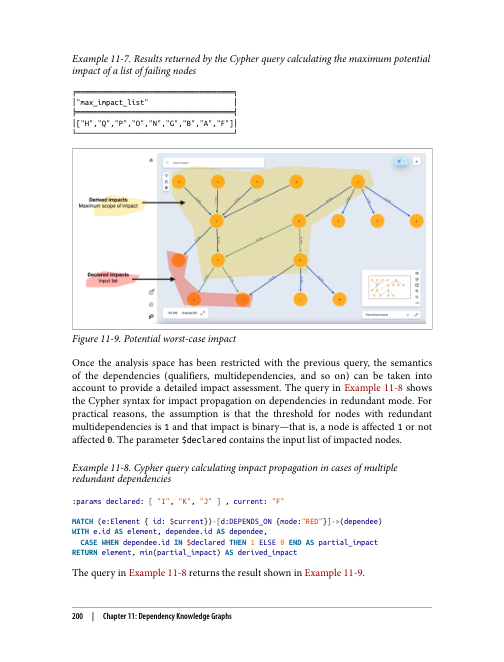 Example 11-7. Results returned by the Cypher query calculating the maximum potential
impact of a list of failing nodes
"max_impact_list"
["H","Q","P","O","N","G","B","A","F"]
Derived impacts
Maximum scope of impact
Declared impacts
Input list
Figure 11-9. Potential worst-case impact
Once the analysis space has been restricted with the previous query, the semantics
of the dependencies (qualifiers, multidependencies, and so on) can be taken into
account to provide a detailed impact assessment. The query in Example 11-8 shows
the Cypher syntax for impact propagation on dependencies in redundant mode. For
practical reasons, the assumption is that the threshold for nodes with redundant
multidependencies is 1 and that impact is binary—that is, a node is affected 1 or not
affected 0. The parameter $declared contains the input list of impacted nodes.
Example 11-8. Cypher query calculating impact propagation in cases of multiple
redundant dependencies
:params declared: [ "I", "K", "J" ] , current: "F"
MATCH (e:Element { id: $current})-[d:DEPENDS_ON {mode:"RED"}]->(dependee)
WITH e.id AS element, dependee.id AS dependee,
CASE WHEN dependee.id IN $declared THEN 1 ELSE 0 END AS partial_impact
RETURN element, min(partial_impact) AS derived_impact
The query in Example 11-8 returns the result shown in Example 11-9.
200 | Chapter 11: Dependency Knowledge Graphs